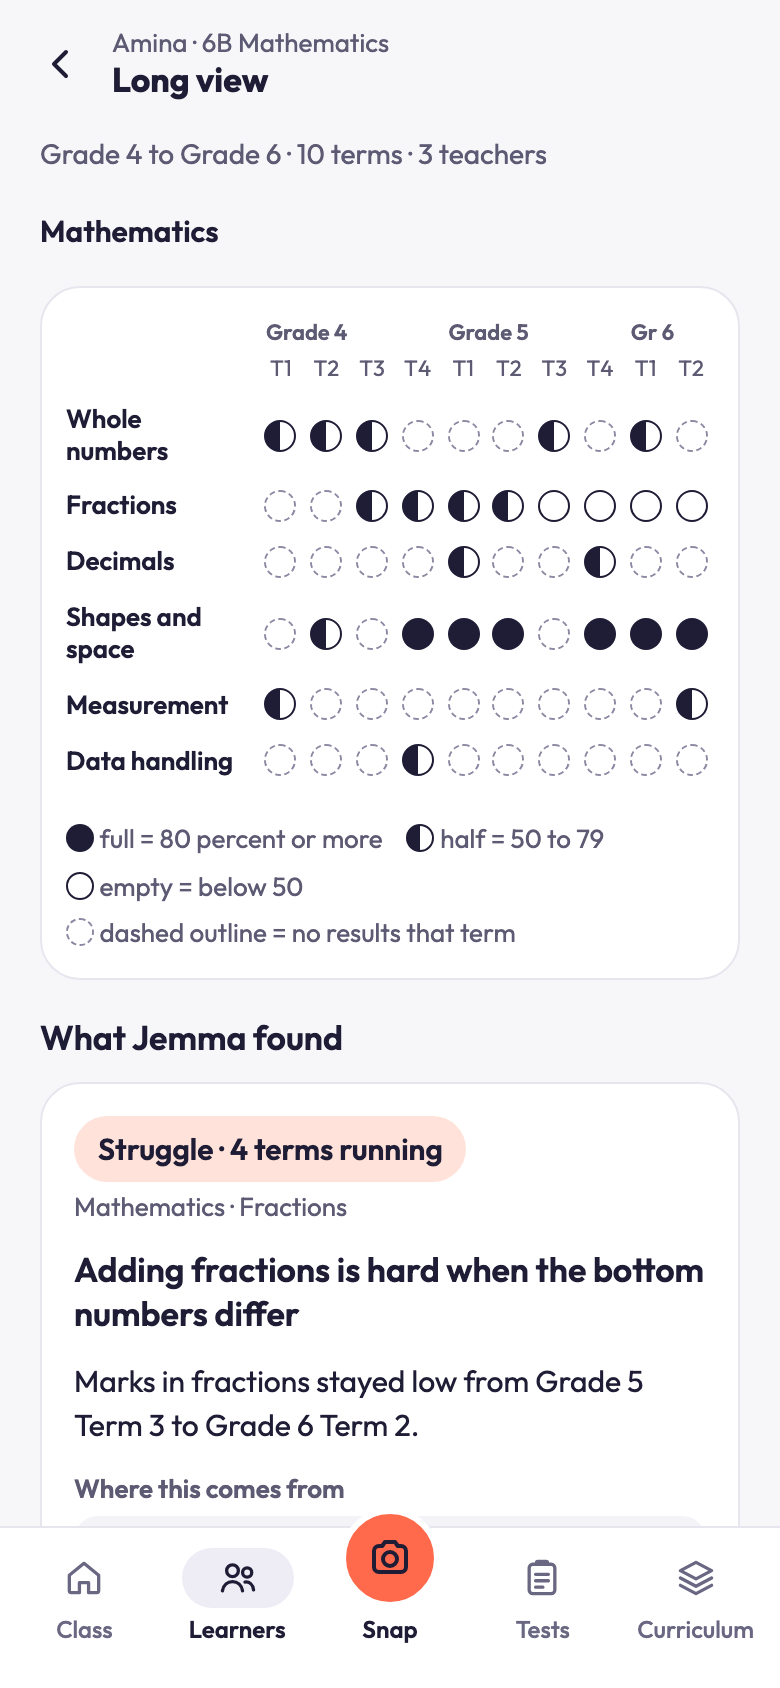 Amina · 6B Mathematics
Long view
Grade 4 to Grade 6 · 10 terms · 3 teachers
Mathematics
Grade 4 Grade 5 Gr 6
T1 T2 T3 T4 T1 T2 T3 T4 T1 T2
Whole
numbers
Fractions
Decimals
Shapes and
space
Measurement
Data handling
full = 80 percent or more half = 50 to 79
empty = below 50
dashed outline = no results that term
What Jemma found
Struggle · 4 terms running
Mathematics · Fractions
Adding fractions is hard when the bottom
numbers differ
Marks in fractions stayed low from Grade 5
Term 3 to Grade 6 Term 2.
Where this comes from
Class Learners Snap Tests Curriculum